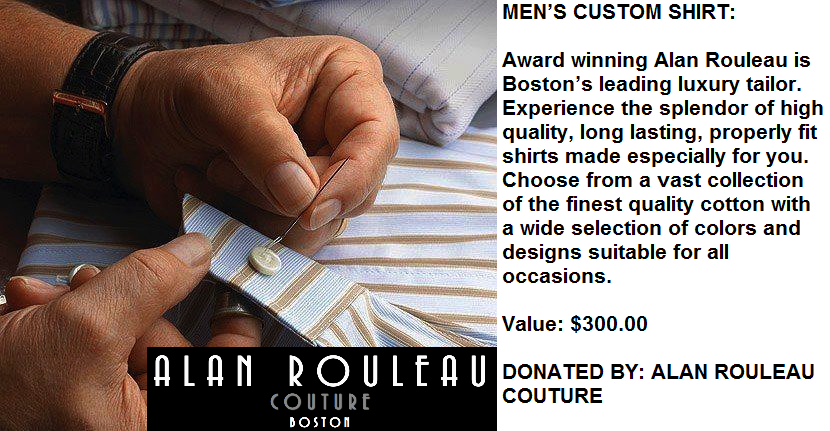 MEN’S CUSTOM SHIRT:
Award winning Alan Rouleau is
Boston’s leading luxury tailor.
Experience the splendor of high
quality, long lasting, properly fit
shirts made especially for you.
Choose from a vast collection
of the finest quality cotton with
a wide selection of colors and
designs suitable for all
occasions.
Value: $300.00
DONATED BY: ALAN ROULEAU
COUTURE
ALAN ROULEAU
COUTURE
BOSTON